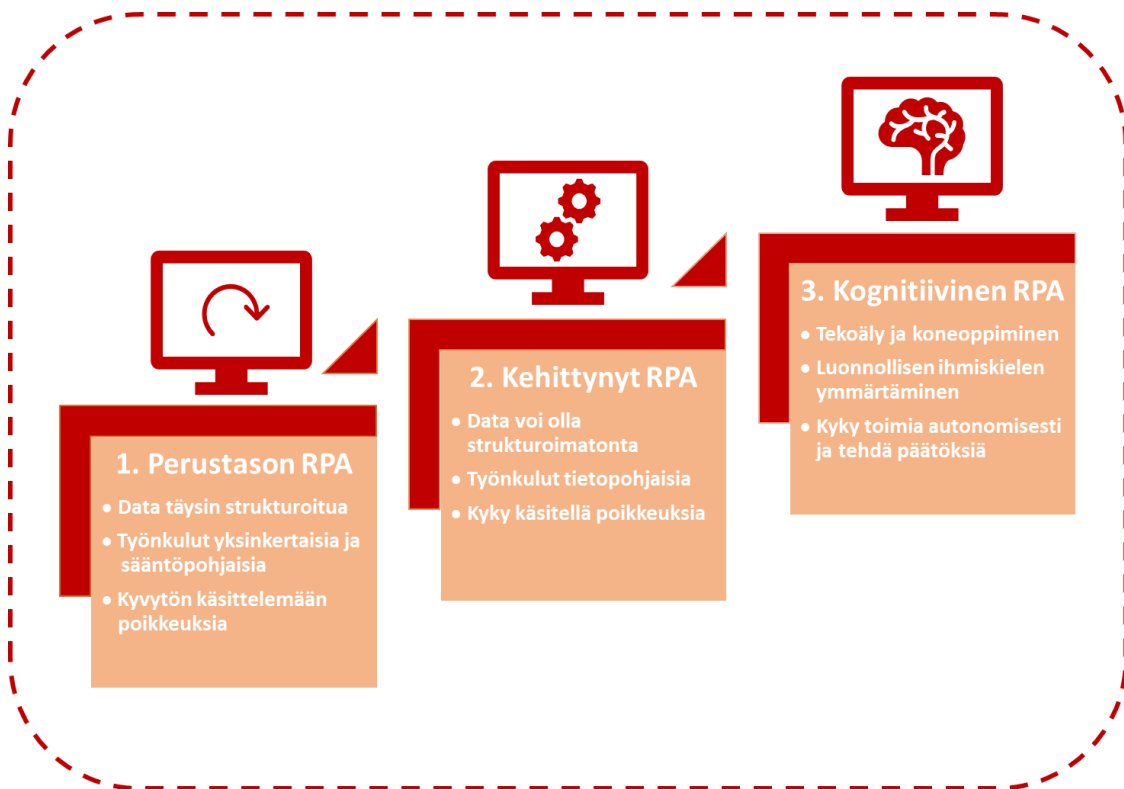 1. Perustason RPA
● Data täysin strukturoitua
● Työnkulut yksinkertaisia ja
sääntöpohjaisia
● Kyvytön käsittelemään
poikkeuksia
2. Kehittynyt RPA
● Data voi olla
strukturoimatonta
● Työnkulut tietopohjaisia
● Kyky käsitellä poikkeuksia
3. Kognitiivinen RPA
● Tekoäly ja koneoppiminen
● Luonnollisen ihmiskielen
ymmärtäminen
● Kyky toimia autonomisesti
ja tehdä päätöksiä